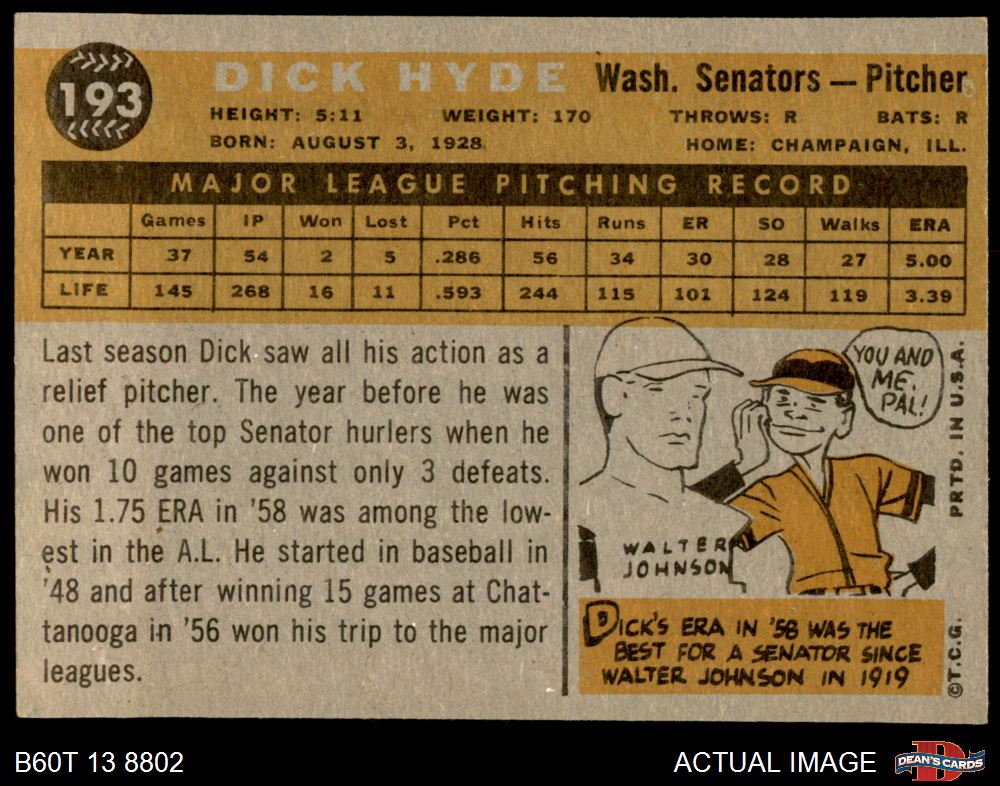 193
DICK HYDE Wash. Senators — Pitcher
HEIGHT: 5:11 WEIGHT: 170 THROWS: R BATS: R
BORN: AUGUST 3, 1928 HOME: CHAMPAIGN, ILL.
MAJOR LEAGUE PITCHING RECORD
Games IP Won Lost Pct Hits Runs ER SO Walks ERA
YEAR 37 54 2 5 .286 56 34 30 28 27 5.00
LIFE 145 268 16 11 .593 244 115 101 124 119 3.39
Last season Dick saw all his action as a
relief pitcher. The year before he was
one of the top Senator hurlers when he
won 10 games against only 3 defeats.
His 1.75 ERA in '58 was among the low-
est in the A.L. He started in baseball in
'48 and after winning 15 games at Chat-
tanooga in '56 won his trip to the major
leagues.
YOU AND
ME,
PAL!
WALTER
JOHNSON
DICK'S ERA IN '58 WAS THE
BEST FOR A SENATOR SINCE
WALTER JOHNSON IN 1919
PRTD. IN U.S.A.
©T.C.G.
B60T 13 8802
ACTUAL IMAGE
DEAN'S CARDS